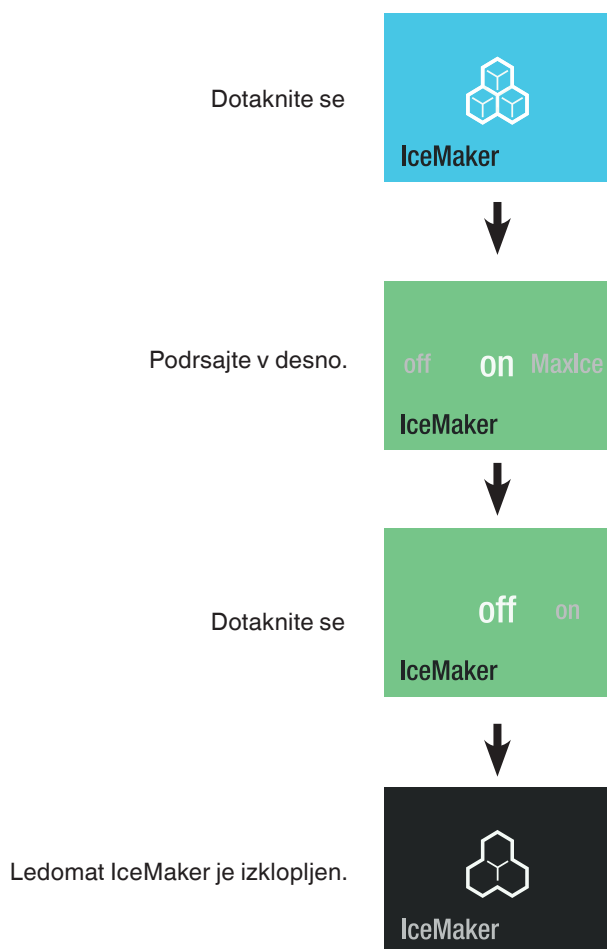 Dotaknite se
IceMaker
Podrsajte v desno.
off on MaxIce
IceMaker
Dotaknite se
off on
IceMaker
Ledomat IceMaker je izklopljen.
IceMaker